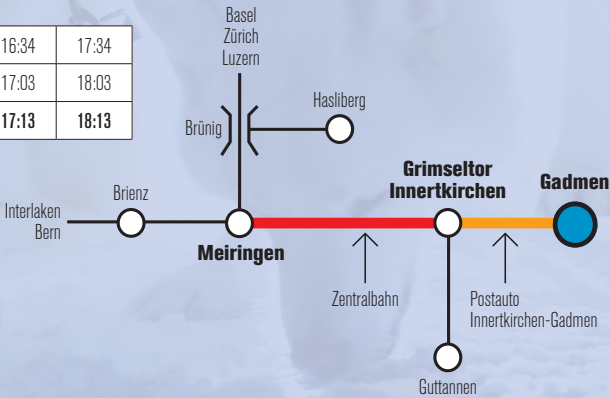 16:34 17:34
17:03 18:03
17:13 18:13
Basel
Zürich
Luzern
Brünig
Hasliberg
Grimseltor
Innertkirchen
Gadmen
Interlaken
Bern
Brienz
Meiringen
Zentralbahn
Postauto
Innertkirchen-Gadmen
Guttannen